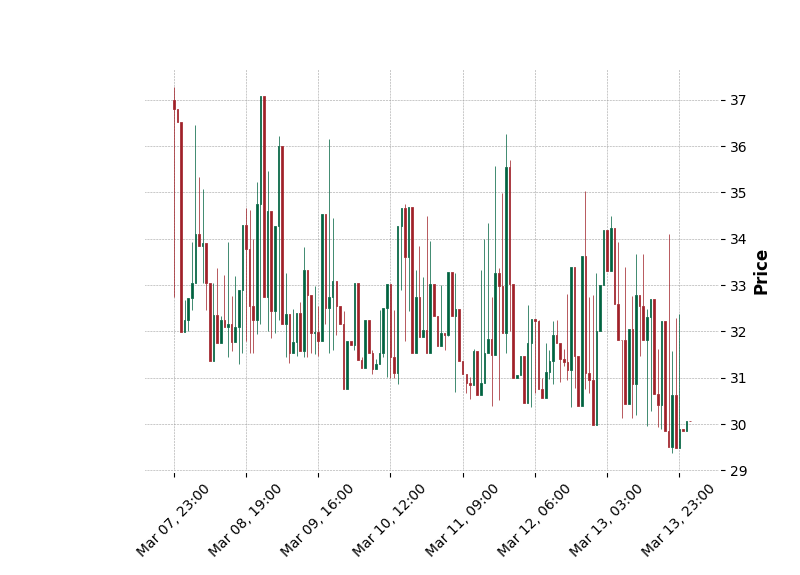 37
36
35
34
33
32
31
30
29
Price
Mar 07, 23:00
Mar 08, 19:00
Mar 09, 16:00
Mar 10, 12:00
Mar 11, 09:00
Mar 12, 06:00
Mar 13, 03:00
Mar 13, 23:00